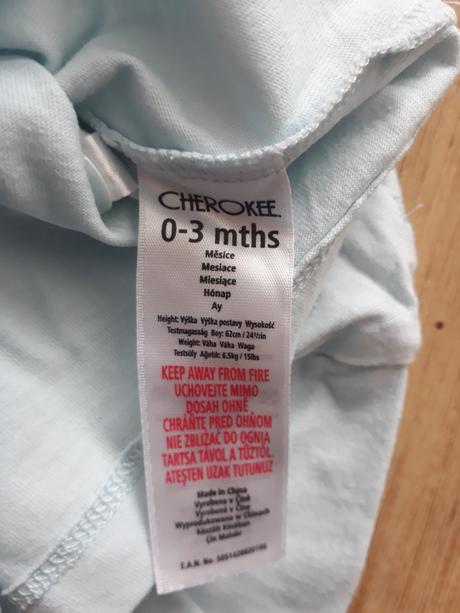 CHEROKEE.
0-3 mths
Měsíce
Mesiace
Miesiące
Hónap
Ay
Height: Výška Výška postavy Wysokość
Testmagasság Boy: 62cm / 24½in
Weight: Váha Váha Waga
Testsúly Ağırlık: 6.5kg / 15lbs
KEEP AWAY FROM FIRE
UCHOVEJTE MIMO
DOSAH OHNĚ
CHRÁŇTE PRED OHŇOM
NIE ZBLIŻAĆ DO OGNIA
TARTSA TÁVOL A TŰZTŐL.
ATEŞTEN UZAK TUTUNUZ
Made in China
Vyrobeno v Číně
Vyrobené v Číne
Wyprodukowano w Chinach
Készült Kínában
Çin Malıdır
E.A.N. No. 5051620620106